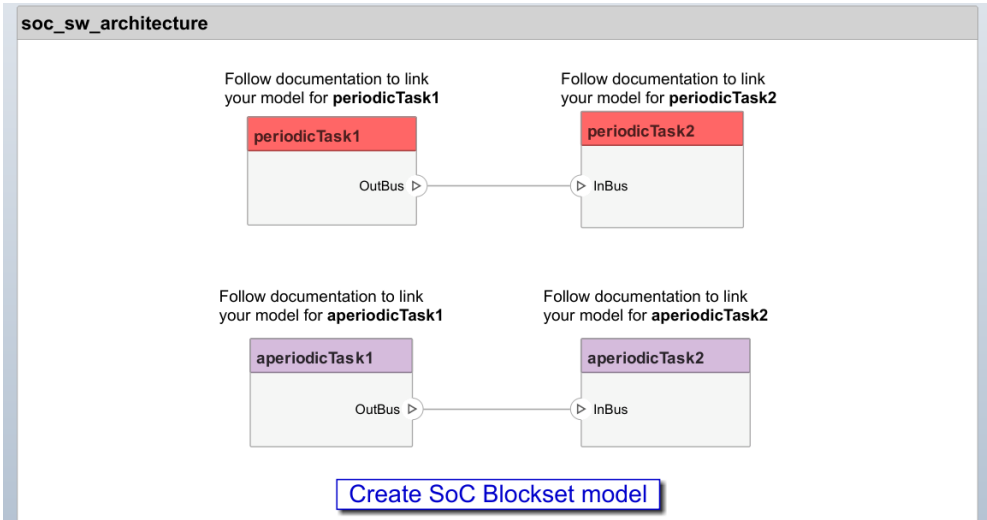 soc_sw_architecture
Follow documentation to link
your model for periodicTask1
Follow documentation to link
your model for periodicTask2
periodicTask1
periodicTask2
OutBus
InBus
Follow documentation to link
your model for aperiodicTask1
Follow documentation to link
your model for aperiodicTask2
aperiodicTask1
aperiodicTask2
OutBus
InBus
Create SoC Blockset model